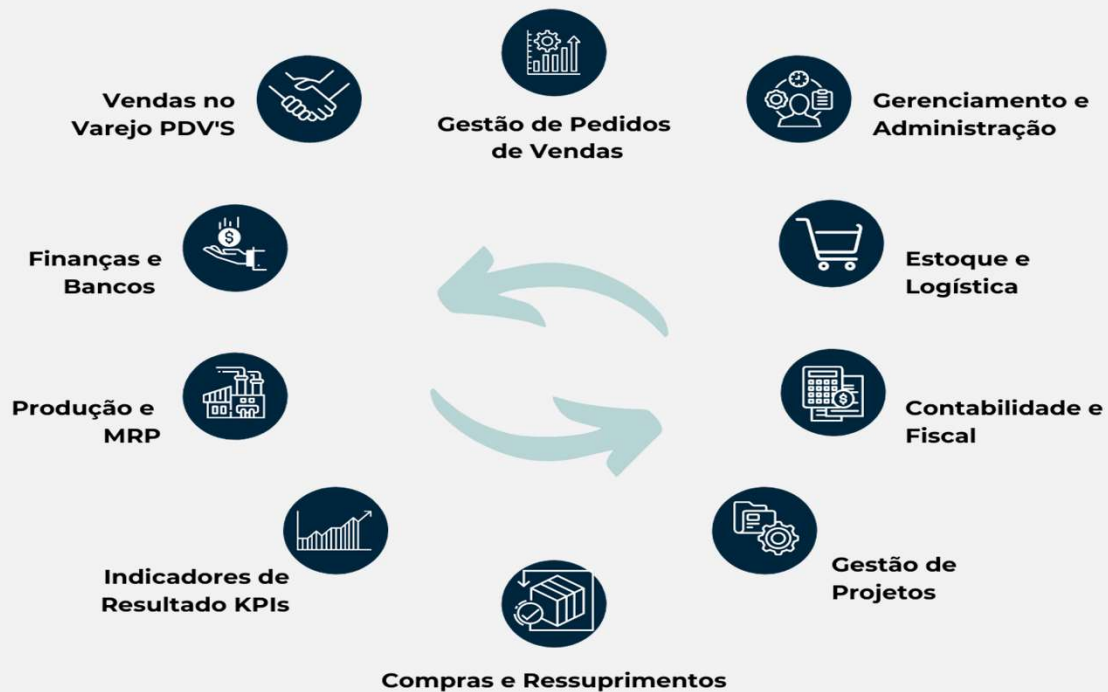 Vendas no
Varejo PDV'S
Gestão de Pedidos
de Vendas
Gerenciamento e
Administração
Finanças e
Bancos
$
Estoque e
Logística
Produção e
MRP
Contabilidade e
Fiscal
$
Indicadores de
Resultado KPIs
Gestão de
Projetos
Compras e Ressuprimentos